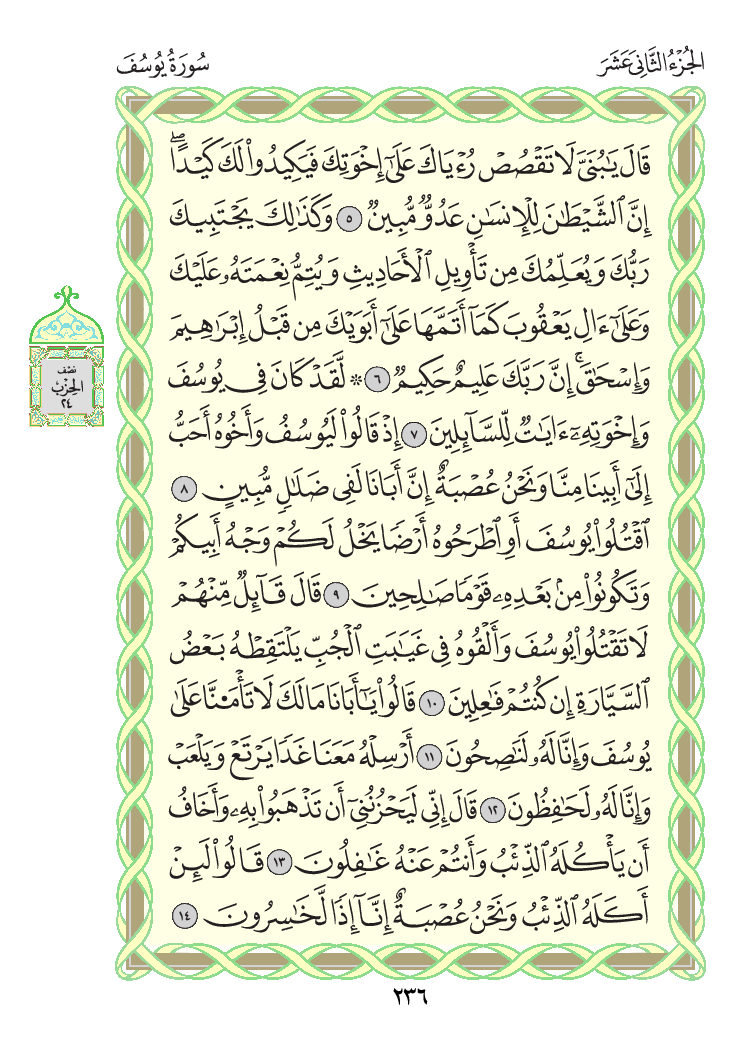 الجُزْءُ الثَّانِيَ عَشَرَ
سُورَةُ يُوسُفَ
قَالَ يَٰبُنَيَّ لَا تَقْصُصْ رُءْيَاكَ عَلَىٰٓ إِخْوَتِكَ فَيَكِيدُوا۟ لَكَ كَيْدًاۖ
إِنَّ ٱلشَّيْطَٰنَ لِلْإِنسَٰنِ عَدُوٌّ مُّبِينٌ ٥ وَكَذَٰلِكَ يَجْتَبِيكَ
رَبُّكَ وَيُعَلِّمُكَ مِن تَأْوِيلِ ٱلْأَحَادِيثِ وَيُتِمُّ نِعْمَتَهُۥ عَلَيْكَ
وَعَلَىٰٓ ءَالِ يَعْقُوبَ كَمَآ أَتَمَّهَا عَلَىٰٓ أَبَوَيْكَ مِن قَبْلُ إِبْرَٰهِيمَ
وَإِسْحَٰقَۚ إِنَّ رَبَّكَ عَلِيمٌ حَكِيمٌ ٦ * لَّقَدْ كَانَ فِى يُوسُفَ
وَإِخْوَتِهِۦٓ ءَايَٰتٌ لِّلسَّآئِلِينَ ٧ إِذْ قَالُوا۟ لَيُوسُفُ وَأَخُوهُ أَحَبُّ
إِلَىٰٓ أَبِينَا مِنَّا وَنَحْنُ عُصْبَةٌ إِنَّ أَبَانَا لَفِى ضَلَٰلٍ مُّبِينٍ ٨
ٱقْتُلُوا۟ يُوسُفَ أَوِ ٱطْرَحُوهُ أَرْضًا يَخْلُ لَكُمْ وَجْهُ أَبِيكُمْ
وَتَكُونُوا۟ مِنۢ بَعْدِهِۦ قَوْمًا صَٰلِحِينَ ٩ قَالَ قَآئِلٌ مِّنْهُمْ
لَا تَقْتُلُوا۟ يُوسُفَ وَأَلْقُوهُ فِى غَيَٰبَتِ ٱلْجُبِّ يَلْتَقِطْهُ بَعْضُ
ٱلسَّيَّارَةِ إِن كُنتُمْ فَٰعِلِينَ ١٠ قَالُوا۟ يَٰٓأَبَانَا مَالَكَ لَا تَأْمَ۫نَّا عَلَىٰ
يُوسُفَ وَإِنَّا لَهُۥ لَنَٰصِحُونَ ١١ أَرْسِلْهُ مَعَنَا غَدًا يَرْتَعْ وَيَلْعَبْ
وَإِنَّا لَهُۥ لَحَٰفِظُونَ ١٢ قَالَ إِنِّى لَيَحْزُنُنِىٓ أَن تَذْهَبُوا۟ بِهِۦ وَأَخَافُ
أَن يَأْكُلَهُ ٱلذِّئْبُ وَأَنتُمْ عَنْهُ غَٰفِلُونَ ١٣ قَالُوا۟ لَئِنْ
أَكَلَهُ ٱلذِّئْبُ وَنَحْنُ عُصْبَةٌ إِنَّآ إِذًا لَّخَٰسِرُونَ ١٤
نصف
الحِزْب
٢٤
٢٣٦